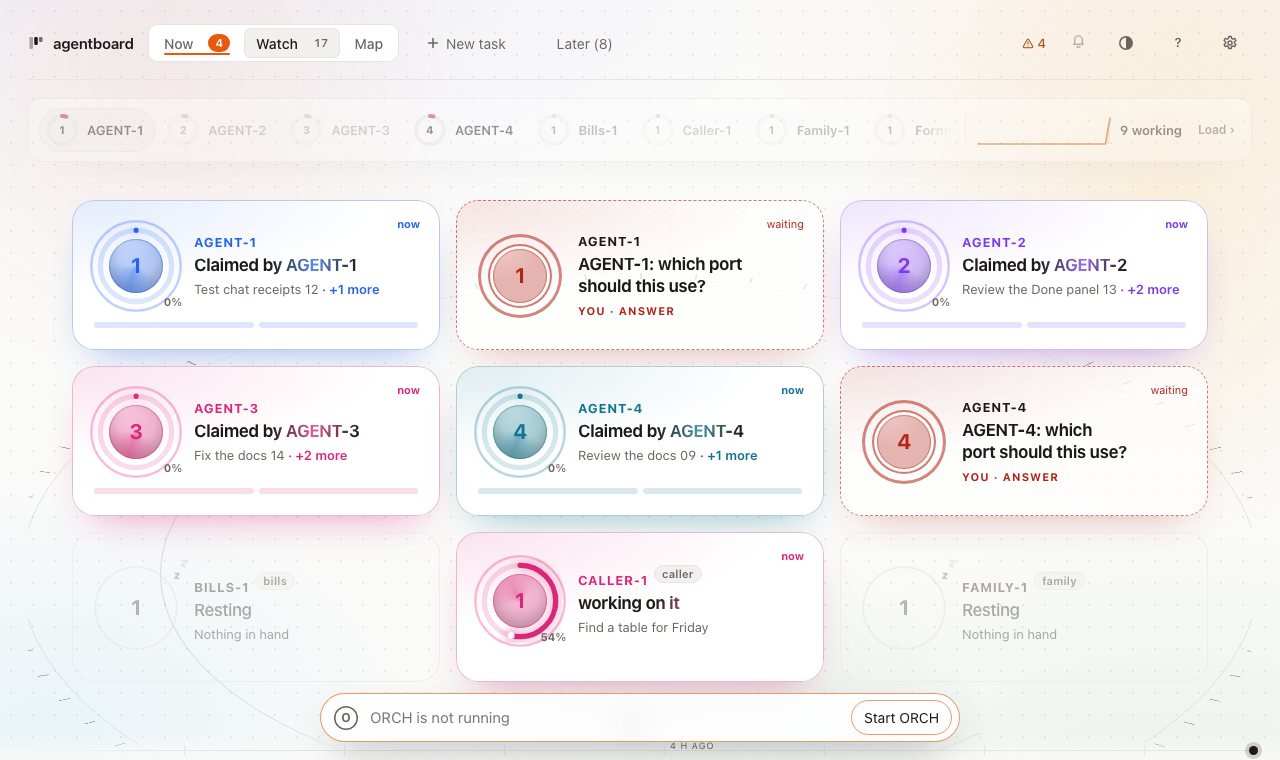 agentboard
Now 4
Watch 17
Map
+ New task
Later (8)
4
?
1 AGENT-1
2 AGENT-2
3 AGENT-3
4 AGENT-4
1 Bills-1
1 Caller-1
1 Family-1
1 Form
9 working
Load ›
now
1
0%
AGENT-1
Claimed by AGENT-1
Test chat receipts 12 · +1 more
waiting
1
AGENT-1
AGENT-1: which port
should this use?
YOU · ANSWER
now
2
0%
AGENT-2
Claimed by AGENT-2
Review the Done panel 13 · +2 more
now
3
0%
AGENT-3
Claimed by AGENT-3
Fix the docs 14 · +2 more
now
4
0%
AGENT-4
Claimed by AGENT-4
Review the docs 09 · +1 more
waiting
4
AGENT-4
AGENT-4: which
port should this use?
YOU · ANSWER
1
z z
BILLS-1 bills
Resting
Nothing in hand
now
1
54%
CALLER-1 caller
working on it
Find a table for Friday
1
z z
FAMILY-1 family
Resting
Nothing in hand
O ORCH is not running
Start ORCH
4 H AGO